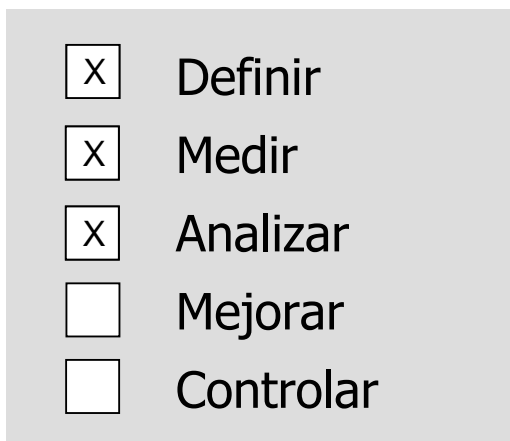 X Definir
X Medir
X Analizar
Mejorar
Controlar